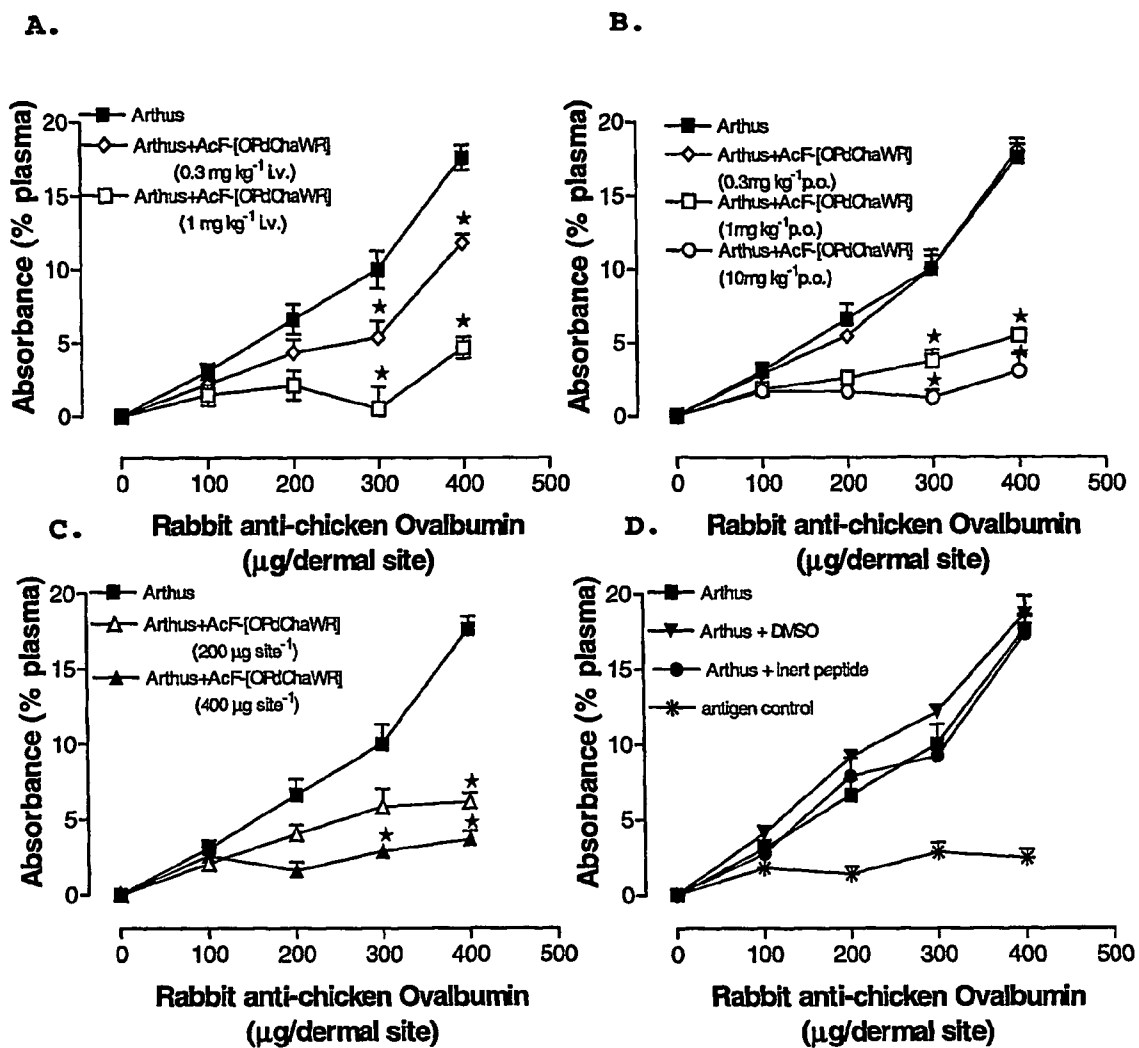 A.
B.
Absorbance (% plasma)
20
15
10
5
0
Arthus
Arthus+AcF-[OPdChaWR]
(0.3 mg kg⁻¹ i.v.)
Arthus+AcF-[OPdChaWR]
(1 mg kg⁻¹ i.v.)
0 100 200 300 400 500
Rabbit anti-chicken Ovalbumin
(µg/dermal site)
Absorbance (% plasma)
20
15
10
5
0
Arthus
Arthus+AcF-[OPdChaWR]
(0.3mg kg⁻¹p.o.)
Arthus+AcF-[OPdChaWR]
(1mg kg⁻¹p.o.)
Arthus+AcF-[OPdChaWR]
(10mg kg⁻¹p.o.)
0 100 200 300 400 500
Rabbit anti-chicken Ovalbumin
(µg/dermal site)
C.
D.
Absorbance (% plasma)
20
15
10
5
0
Arthus
Arthus+AcF-[OPdChaWR]
(200 µg site⁻¹)
Arthus+AcF-[OPdChaWR]
(400 µg site⁻¹)
0 100 200 300 400 500
Rabbit anti-chicken Ovalbumin
(µg/dermal site)
Absorbance (% plasma)
20
15
10
5
0
Arthus
Arthus + DMSO
Arthus + inert peptide
antigen control
0 100 200 300 400 500
Rabbit anti-chicken Ovalbumin
(µg/dermal site)